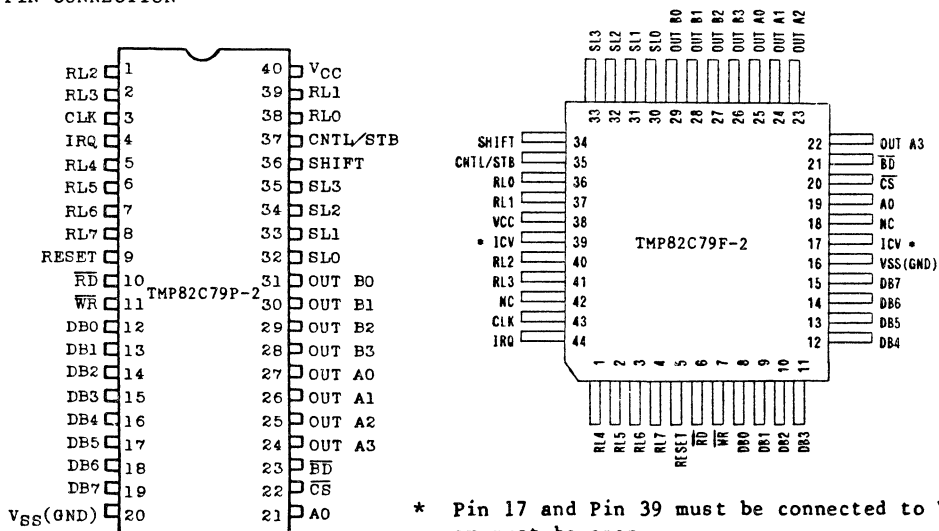 PIN CONNECTION
RL2 1 40 VCC
RL3 2 39 RL1
CLK 3 38 RL0
IRQ 4 37 CNTL/STB
RL4 5 36 SHIFT
RL5 6 35 SL3
RL6 7 34 SL2
RL7 8 33 SL1
RESET 9 32 SL0
RD 10 31 OUT B0
TMP82C79P-2
WR 11 30 OUT B1
DB0 12 29 OUT B2
DB1 13 28 OUT B3
DB2 14 27 OUT A0
DB3 15 26 OUT A1
DB4 16 25 OUT A2
DB5 17 24 OUT A3
DB6 18 23 BD
DB7 19 22 CS
VSS(GND) 20 21 A0
SL3 SL2 SL1 SL0 OUT B0 OUT B1 OUT B2 OUT B3 OUT A0 OUT A1 OUT A2
33 32 31 30 29 28 27 26 25 24 23
SHIFT 34 22 OUT A3
CNTL/STB 35 21 BD
RL0 36 20 CS
RL1 37 19 A0
VCC 38 18 NC
* ICV 39 TMP82C79F-2 17 ICV *
RL2 40 16 VSS(GND)
RL3 41 15 DB7
NC 42 14 DB6
CLK 43 13 DB5
IRQ 44 12 DB4
1 2 3 4 5 6 7 8 9 10 11
RL4 RL5 RL6 RL7 RESET RD WR DB0 DB1 DB2 DB3
* Pin 17 and Pin 39 must be connected to